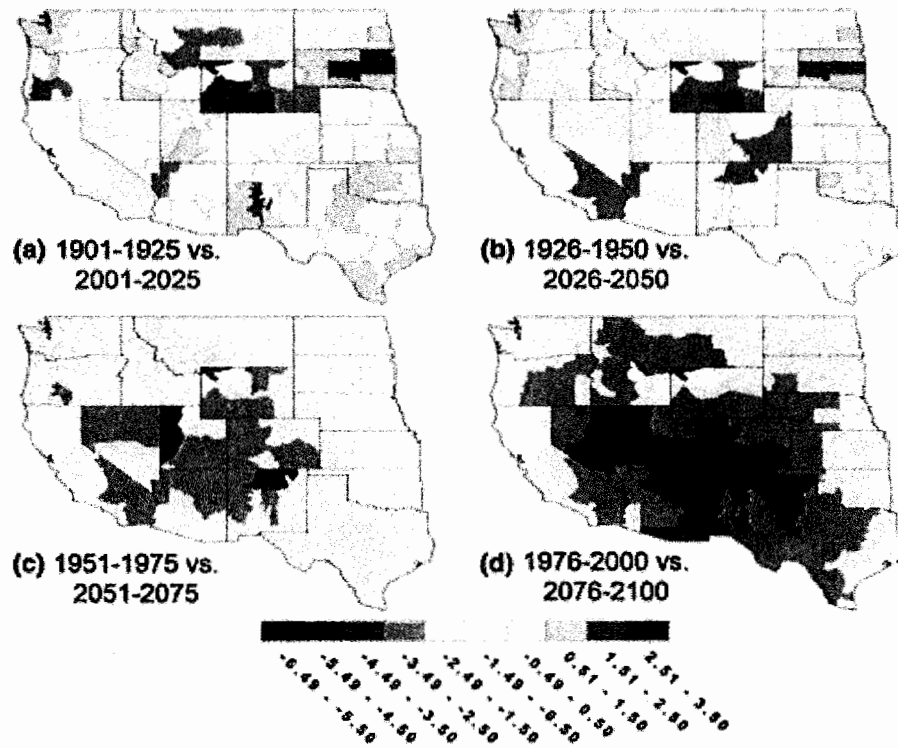 (a) 1901-1925 vs.
2001-2025
(b) 1926-1950 vs.
2026-2050
(c) 1951-1975 vs.
2051-2075
(d) 1976-2000 vs.
2076-2100
-6.49 - -5.50
-5.49 - -4.50
-4.49 - -3.50
-3.49 - -2.50
-2.49 - -1.50
-1.49 - -0.50
-0.49 - 0.50
0.51 - 1.50
1.51 - 2.50
2.51 - 3.50